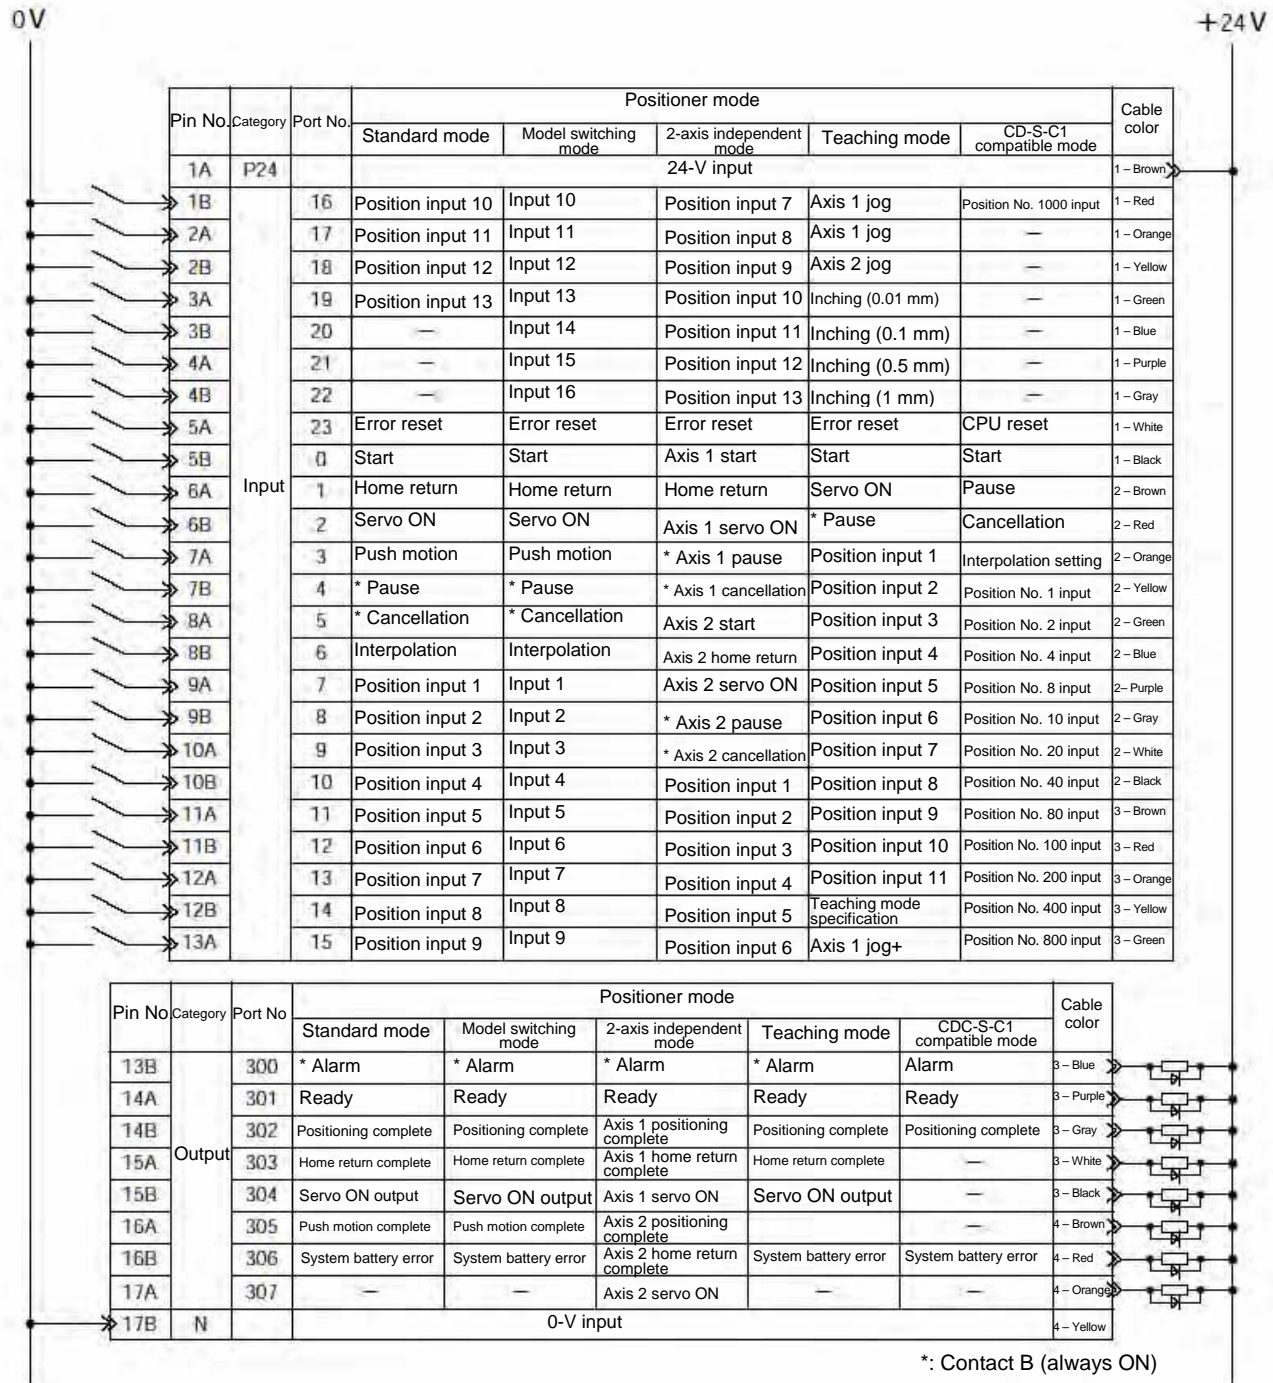 0V +24V
Pin No. Category Port No. Positioner mode Cable color
Standard mode Model switching mode 2-axis independent mode Teaching mode CD-S-C1 compatible mode
1A P24 24-V input 1 – Brown
1B 16 Position input 10 Input 10 Position input 7 Axis 1 jog Position No. 1000 input 1 – Red
2A 17 Position input 11 Input 11 Position input 8 Axis 1 jog — 1 – Orange
2B 18 Position input 12 Input 12 Position input 9 Axis 2 jog — 1 – Yellow
3A 19 Position input 13 Input 13 Position input 10 Inching (0.01 mm) — 1 – Green
3B 20 — Input 14 Position input 11 Inching (0.1 mm) — 1 – Blue
4A 21 — Input 15 Position input 12 Inching (0.5 mm) — 1 – Purple
4B 22 — Input 16 Position input 13 Inching (1 mm) — 1 – Gray
5A 23 Error reset Error reset Error reset Error reset CPU reset 1 – White
5B 0 Start Start Axis 1 start Start Start 1 – Black
6A Input 1 Home return Home return Home return Servo ON Pause 2 – Brown
6B 2 Servo ON Servo ON Axis 1 servo ON * Pause Cancellation 2 – Red
7A 3 Push motion Push motion * Axis 1 pause Position input 1 Interpolation setting 2 – Orange
7B 4 * Pause * Pause * Axis 1 cancellation Position input 2 Position No. 1 input 2 – Yellow
8A 5 * Cancellation * Cancellation Axis 2 start Position input 3 Position No. 2 input 2 – Green
8B 6 Interpolation Interpolation Axis 2 home return Position input 4 Position No. 4 input 2 – Blue
9A 7 Position input 1 Input 1 Axis 2 servo ON Position input 5 Position No. 8 input 2– Purple
9B 8 Position input 2 Input 2 * Axis 2 pause Position input 6 Position No. 10 input 2 – Gray
10A 9 Position input 3 Input 3 * Axis 2 cancellation Position input 7 Position No. 20 input 2 – White
10B 10 Position input 4 Input 4 Position input 1 Position input 8 Position No. 40 input 2 – Black
11A 11 Position input 5 Input 5 Position input 2 Position input 9 Position No. 80 input 3 – Brown
11B 12 Position input 6 Input 6 Position input 3 Position input 10 Position No. 100 input 3 – Red
12A 13 Position input 7 Input 7 Position input 4 Position input 11 Position No. 200 input 3 – Orange
12B 14 Position input 8 Input 8 Position input 5 Teaching mode specification Position No. 400 input 3 – Yellow
13A 15 Position input 9 Input 9 Position input 6 Axis 1 jog+ Position No. 800 input 3 – Green
Pin No. Category Port No Positioner mode Cable color
Standard mode Model switching mode 2-axis independent mode Teaching mode CDC-S-C1 compatible mode
13B 300 * Alarm * Alarm * Alarm * Alarm Alarm 3 – Blue
14A 301 Ready Ready Ready Ready Ready 3 – Purple
14B 302 Positioning complete Positioning complete Axis 1 positioning complete Positioning complete Positioning complete 3 – Gray
15A Output 303 Home return complete Home return complete Axis 1 home return complete Home return complete — 3 – White
15B 304 Servo ON output Servo ON output Axis 1 servo ON Servo ON output — 3 – Black
16A 305 Push motion complete Push motion complete Axis 2 positioning complete — 4 – Brown
16B 306 System battery error System battery error Axis 2 home return complete System battery error System battery error 4 – Red
17A 307 — — Axis 2 servo ON — — 4 – Orange
17B N 0-V input 4 – Yellow
*: Contact B (always ON)